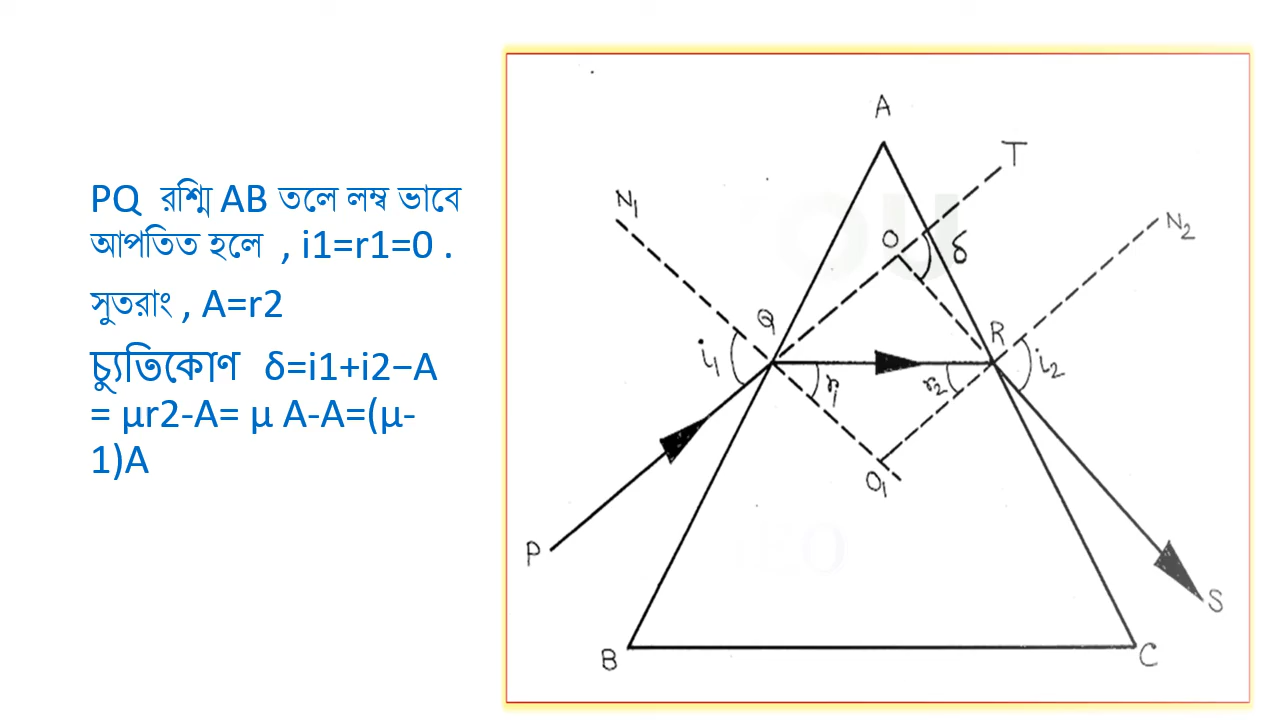 PQ রশ্মি AB তলে লম্ব ভাবে
আপতিত হলে , i1=r1=0 .
সুতরাং , A=r2
চ্যুতিকোণ δ=i1+i2−A
= μr2-A= μ A-A=(μ-
1)A
A
T
N1
N2
O
δ
Q
R
i1
r1
r2
i2
O1
P
S
B
C